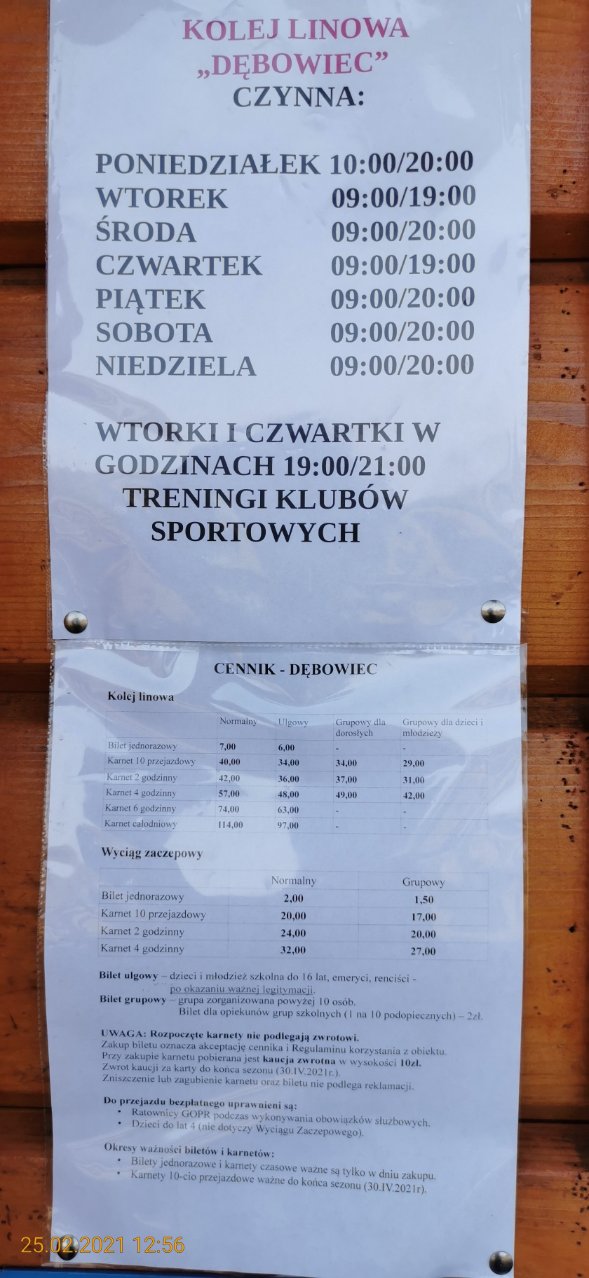 KOLEJ LINOWA
„DĘBOWIEC”
CZYNNA:
PONIEDZIAŁEK 10:00/20:00
WTOREK 09:00/19:00
ŚRODA 09:00/20:00
CZWARTEK 09:00/19:00
PIĄTEK 09:00/20:00
SOBOTA 09:00/20:00
NIEDZIELA 09:00/20:00
WTORKI I CZWARTKI W
GODZINACH 19:00/21:00
TRENINGI KLUBÓW
SPORTOWYCH
CENNIK - DĘBOWIEC
Kolej linowa
Normalny Ulgowy Grupowy dla dorosłych Grupowy dla dzieci i młodzieży
Bilet jednorazowy 7,00 6,00 - -
Karnet 10 przejazdowy 40,00 34,00 34,00 29,00
Karnet 2 godzinny 42,00 36,00 37,00 31,00
Karnet 4 godzinny 57,00 48,00 49,00 42,00
Karnet 6 godzinny 74,00 63,00 - -
Karnet całodniowy 114,00 97,00 - -
Wyciąg zaczepowy
Normalny Grupowy
Bilet jednorazowy 2,00 1,50
Karnet 10 przejazdowy 20,00 17,00
Karnet 2 godzinny 24,00 20,00
Karnet 4 godzinny 32,00 27,00
Bilet ulgowy – dzieci i młodzież szkolna do 16 lat, emeryci, renciści -
po okazaniu ważnej legitymacji.
Bilet grupowy – grupa zorganizowana powyżej 10 osób.
Bilet dla opiekunów grup szkolnych (1 na 10 podopiecznych) – 2zł.
UWAGA: Rozpoczęte karnety nie podlegają zwrotowi.
Zakup biletu oznacza akceptację cennika i Regulaminu korzystania z obiektu.
Przy zakupie karnetu pobierana jest kaucja zwrotna w wysokości 10zł.
Zwrot kaucji za karty do końca sezonu (30.IV.2021r.).
Zniszczenie lub zagubienie karnetu oraz biletu nie podlega reklamacji.
Do przejazdu bezpłatnego uprawnieni są:
• Ratownicy GOPR podczas wykonywania obowiązków służbowych.
• Dzieci do lat 4 (nie dotyczy Wyciągu Zaczepowego).
Okresy ważności biletów i karnetów:
• Bilety jednorazowe i karnety czasowe ważne są tylko w dniu zakupu.
• Karnety 10-cio przejazdowe ważne do końca sezonu (30.IV.2021r).
25.02.2021 12:56